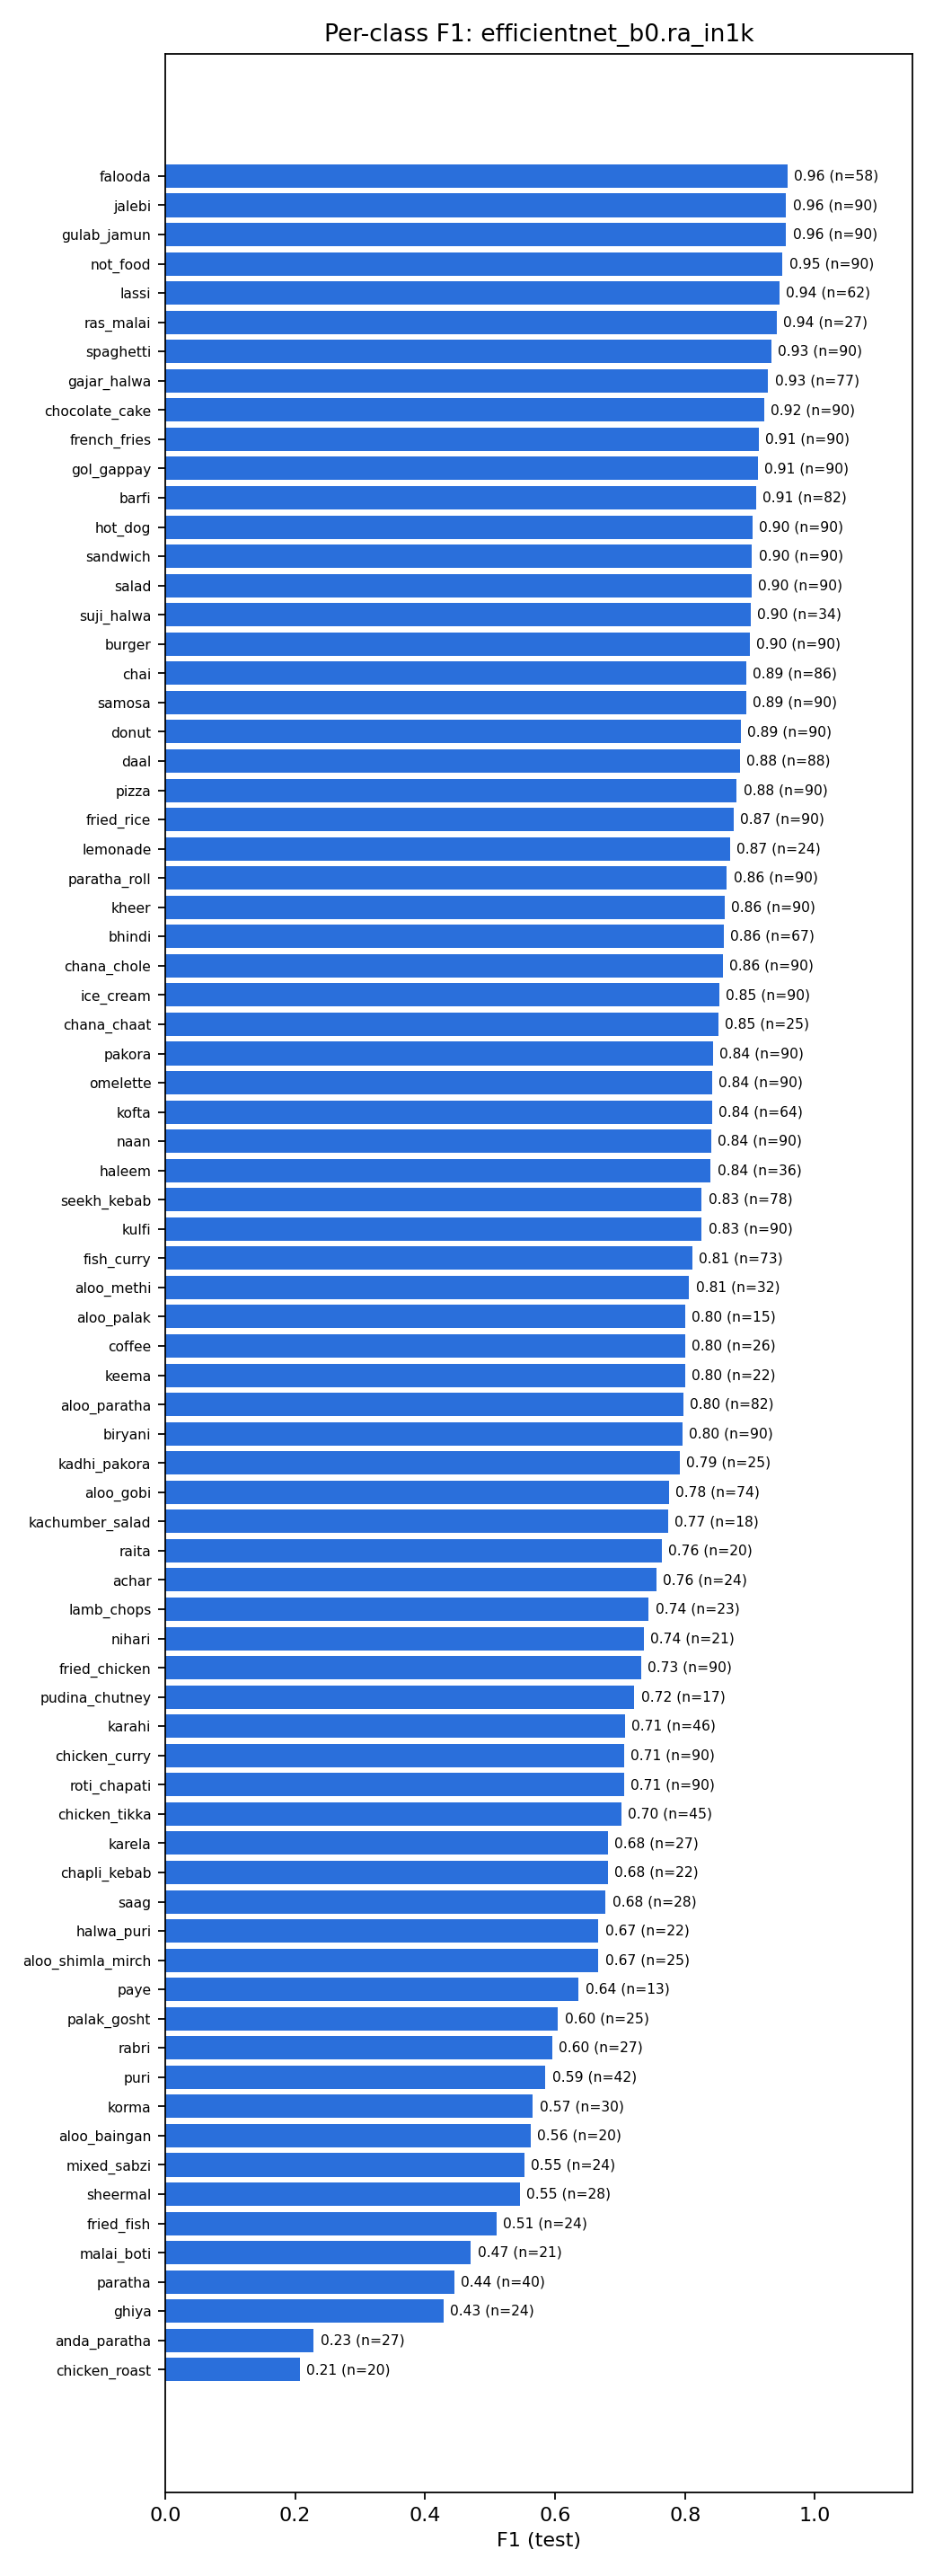 Per-class F1: efficientnet_b0.ra_in1k
falooda 0.96 (n=58)
jalebi 0.96 (n=90)
gulab_jamun 0.96 (n=90)
not_food 0.95 (n=90)
lassi 0.94 (n=62)
ras_malai 0.94 (n=27)
spaghetti 0.93 (n=90)
gajar_halwa 0.93 (n=77)
chocolate_cake 0.92 (n=90)
french_fries 0.91 (n=90)
gol_gappay 0.91 (n=90)
barfi 0.91 (n=82)
hot_dog 0.90 (n=90)
sandwich 0.90 (n=90)
salad 0.90 (n=90)
suji_halwa 0.90 (n=34)
burger 0.90 (n=90)
chai 0.89 (n=86)
samosa 0.89 (n=90)
donut 0.89 (n=90)
daal 0.88 (n=88)
pizza 0.88 (n=90)
fried_rice 0.87 (n=90)
lemonade 0.87 (n=24)
paratha_roll 0.86 (n=90)
kheer 0.86 (n=90)
bhindi 0.86 (n=67)
chana_chole 0.86 (n=90)
ice_cream 0.85 (n=90)
chana_chaat 0.85 (n=25)
pakora 0.84 (n=90)
omelette 0.84 (n=90)
kofta 0.84 (n=64)
naan 0.84 (n=90)
haleem 0.84 (n=36)
seekh_kebab 0.83 (n=78)
kulfi 0.83 (n=90)
fish_curry 0.81 (n=73)
aloo_methi 0.81 (n=32)
aloo_palak 0.80 (n=15)
coffee 0.80 (n=26)
keema 0.80 (n=22)
aloo_paratha 0.80 (n=82)
biryani 0.80 (n=90)
kadhi_pakora 0.79 (n=25)
aloo_gobi 0.78 (n=74)
kachumber_salad 0.77 (n=18)
raita 0.76 (n=20)
achar 0.76 (n=24)
lamb_chops 0.74 (n=23)
nihari 0.74 (n=21)
fried_chicken 0.73 (n=90)
pudina_chutney 0.72 (n=17)
karahi 0.71 (n=46)
chicken_curry 0.71 (n=90)
roti_chapati 0.71 (n=90)
chicken_tikka 0.70 (n=45)
karela 0.68 (n=27)
chapli_kebab 0.68 (n=22)
saag 0.68 (n=28)
halwa_puri 0.67 (n=22)
aloo_shimla_mirch 0.67 (n=25)
paye 0.64 (n=13)
palak_gosht 0.60 (n=25)
rabri 0.60 (n=27)
puri 0.59 (n=42)
korma 0.57 (n=30)
aloo_baingan 0.56 (n=20)
mixed_sabzi 0.55 (n=24)
sheermal 0.55 (n=28)
fried_fish 0.51 (n=24)
malai_boti 0.47 (n=21)
paratha 0.44 (n=40)
ghiya 0.43 (n=24)
anda_paratha 0.23 (n=27)
chicken_roast 0.21 (n=20)
0.0 0.2 0.4 0.6 0.8 1.0
F1 (test)